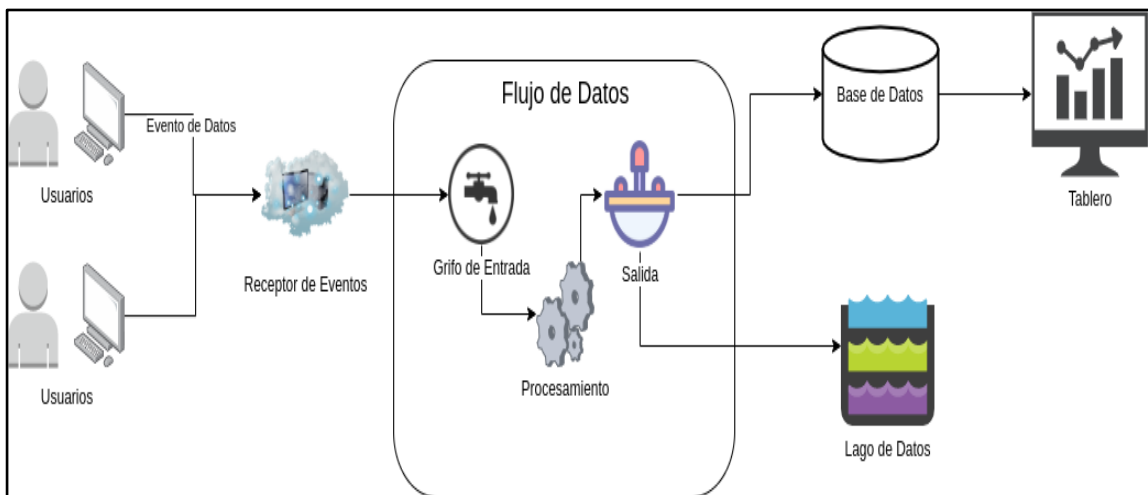 Usuarios
Evento de Datos
Usuarios
Receptor de Eventos
Flujo de Datos
Grifo de Entrada
Procesamiento
Salida
Base de Datos
Tablero
Lago de Datos